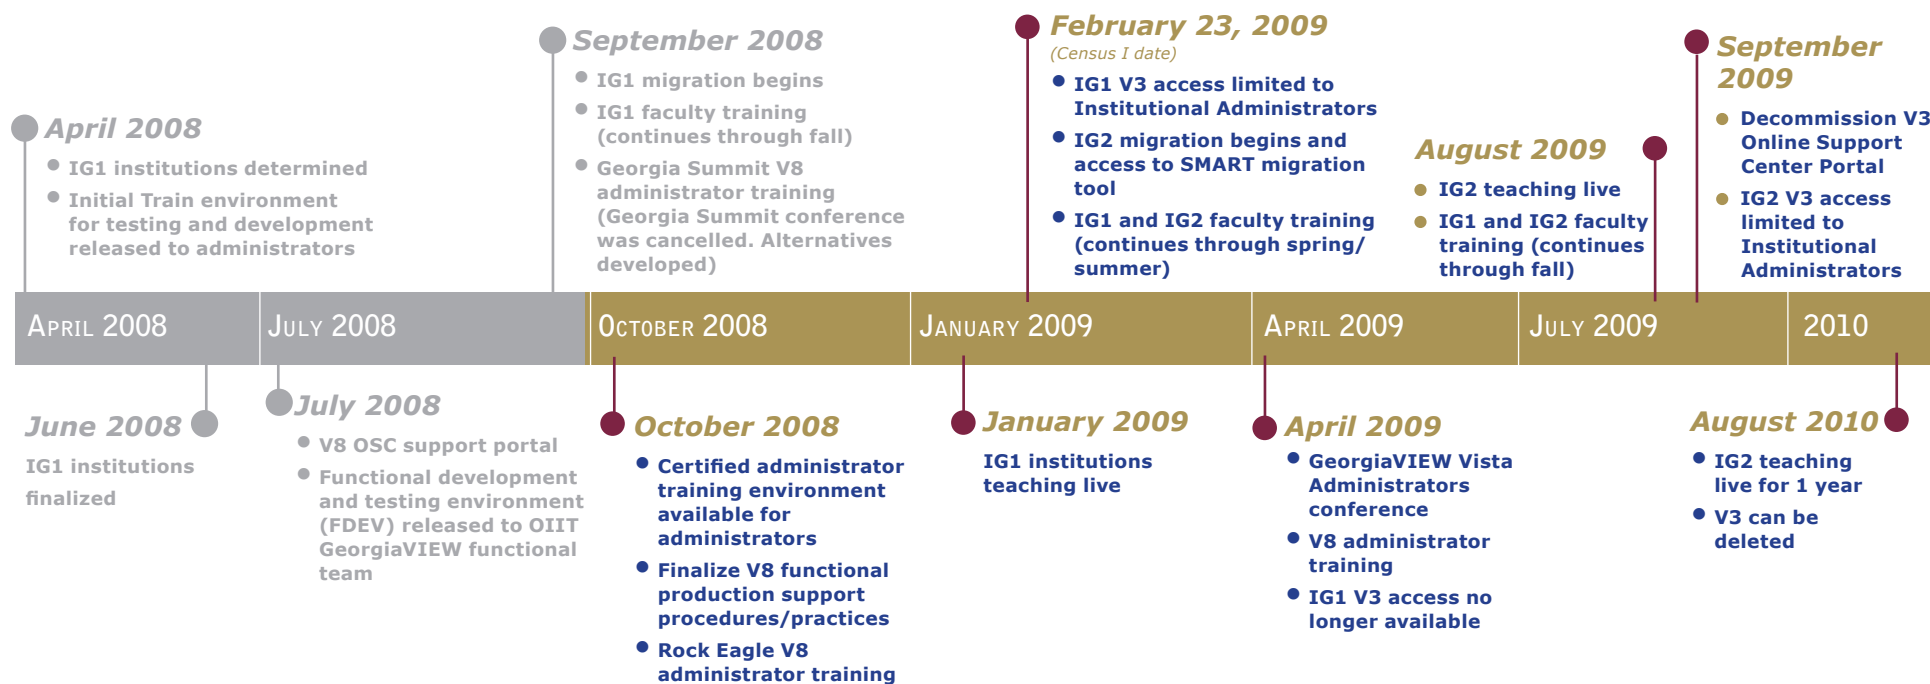 April 2008
IG1 institutions determined
Initial Train environment
for testing and development
released to administrators
September 2008
IG1 migration begins
IG1 faculty training
(continues through fall)
Georgia Summit V8
administrator training
(Georgia Summit conference
was cancelled. Alternatives
developed)
February 23, 2009
(Census I date)
IG1 V3 access limited to
Institutional Administrators
IG2 migration begins and
access to SMART migration
tool
IG1 and IG2 faculty training
(continues through spring/
summer)
August 2009
IG2 teaching live
IG1 and IG2 faculty
training (continues
through fall)
September
2009
Decommission V3
Online Support
Center Portal
IG2 V3 access
limited to
Institutional
Administrators
April 2008
July 2008
October 2008
January 2009
April 2009
July 2009
2010
June 2008
IG1 institutions
finalized
July 2008
V8 OSC support portal
Functional development
and testing environment
(FDEV) released to OIIT
GeorgiaVIEW functional
team
October 2008
Certified administrator
training environment
available for
administrators
Finalize V8 functional
production support
procedures/practices
Rock Eagle V8
administrator training
January 2009
IG1 institutions
teaching live
April 2009
GeorgiaVIEW Vista
Administrators
conference
V8 administrator
training
IG1 V3 access no
longer available
August 2010
IG2 teaching
live for 1 year
V3 can be
deleted